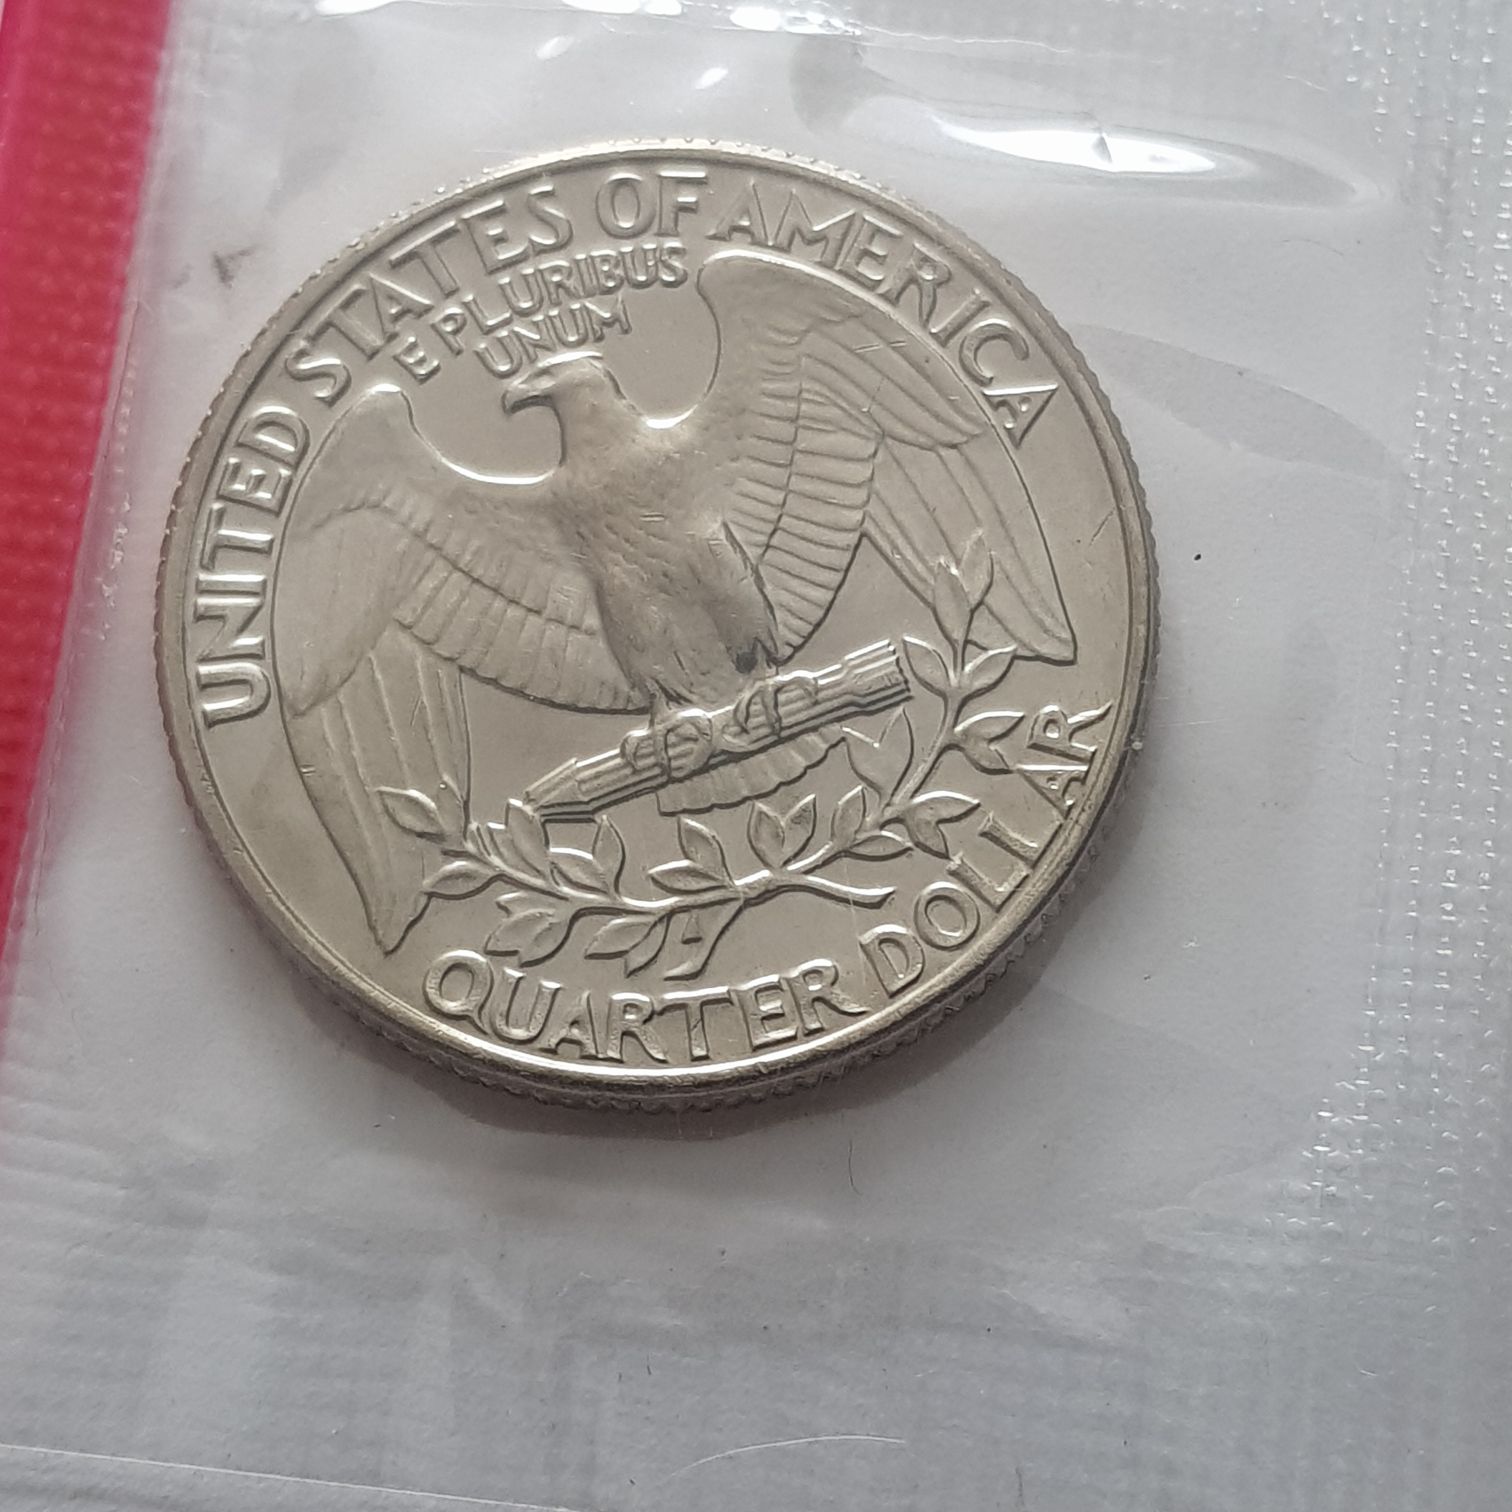 UNITED STATES OF AMERICA
E PLURIBUS
UNUM
QUARTER DOLLAR